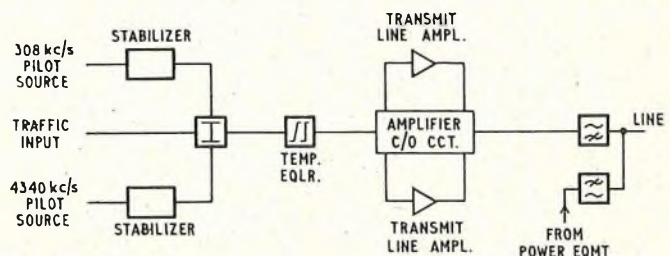 308 kc/s
PILOT
SOURCE
STABILIZER
TRAFFIC
INPUT
4340 kc/s
PILOT
SOURCE
STABILIZER
TEMP.
EQLR.
TRANSMIT
LINE AMPL.
AMPLIFIER
C/O CCT.
TRANSMIT
LINE AMPL.
LINE
FROM
POWER EQMT